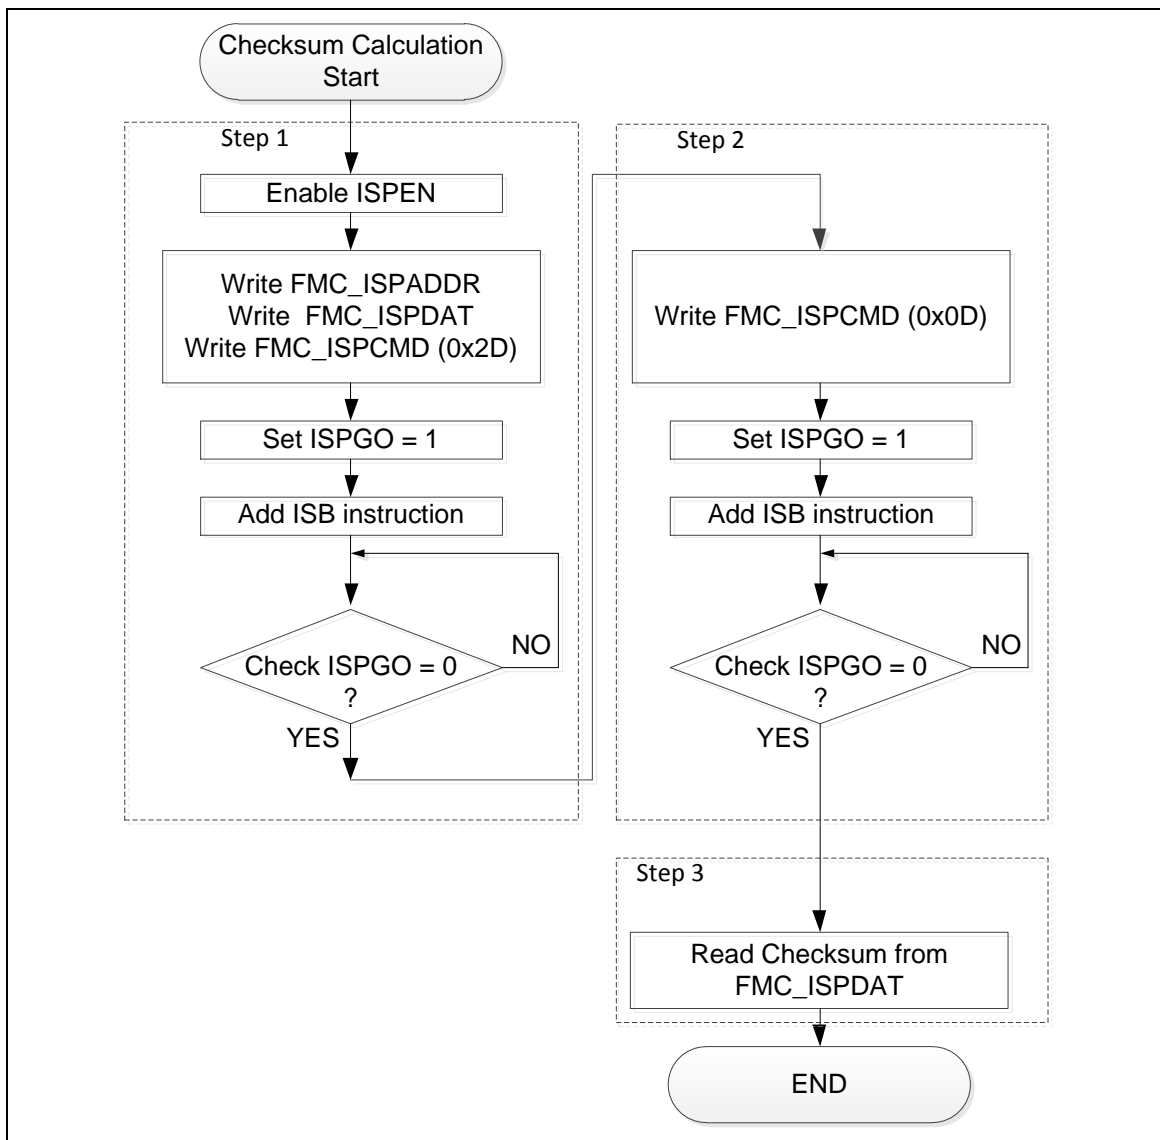 Checksum Calculation
Start
Step 1
Enable ISPEN
Write FMC_ISPADDR
Write FMC_ISPDAT
Write FMC_ISPCMD (0x2D)
Set ISPGO = 1
Add ISB instruction
NO
Check ISPGO = 0
?
YES
Step 2
Write FMC_ISPCMD (0x0D)
Set ISPGO = 1
Add ISB instruction
NO
Check ISPGO = 0
?
YES
Step 3
Read Checksum from
FMC_ISPDAT
END